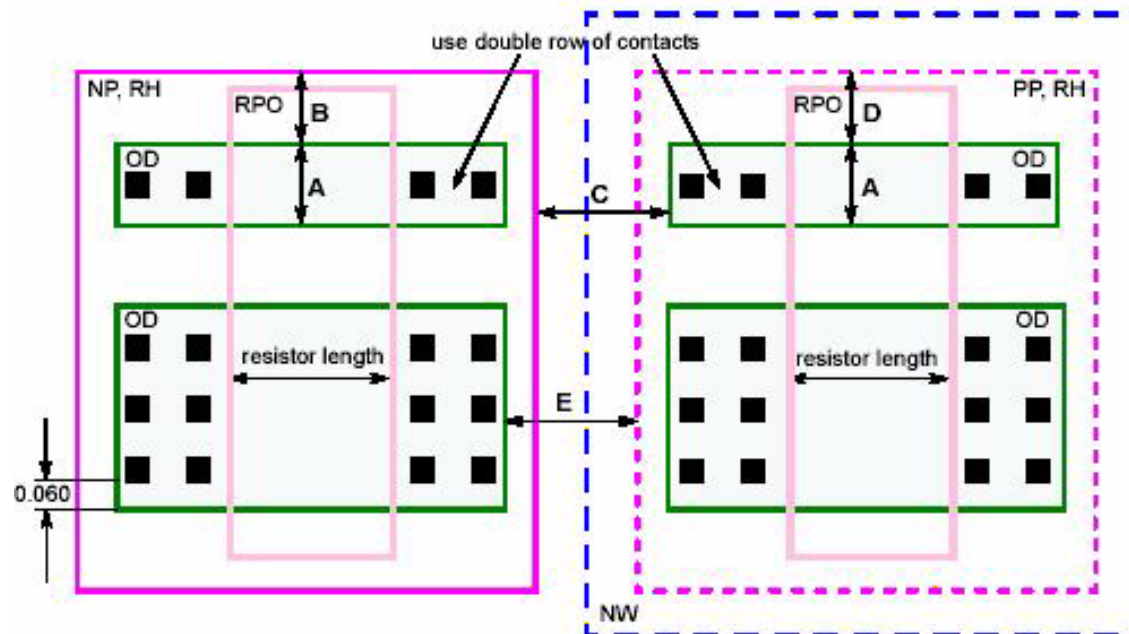 use double row of contacts
NP, RH
RPO
B
RPO
D
PP, RH
OD
A
C
A
OD
OD
resistor length
OD
resistor length
E
0.060
NW